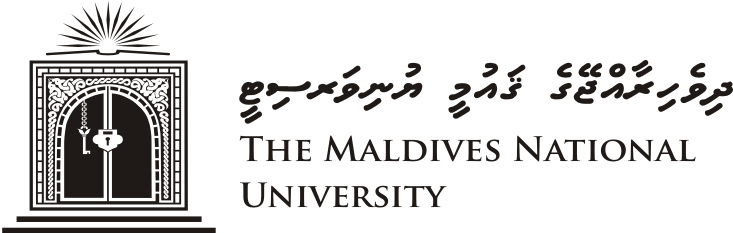 ދިވެހިރާއްޖޭގެ ޤައުމީ ޔުނިވަރސިޓީ
THE MALDIVES NATIONAL
UNIVERSITY